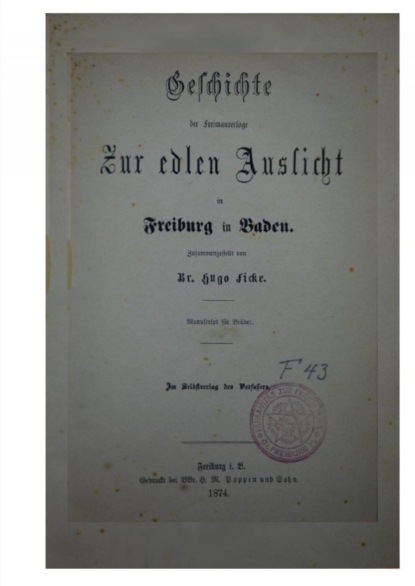 Geschichte
der Freimaurerloge
Zur edlen Aussicht
in
Freiburg in Baden.
Zusammengestellt von
Br. Hugo Ficke.
Manuscript für Brüder.
F 43
Im Selbstverlag des Verfassers.
Freiburg i. B.
Gedruckt bei BBr. H. M. Poppen und Sohn.
1874.